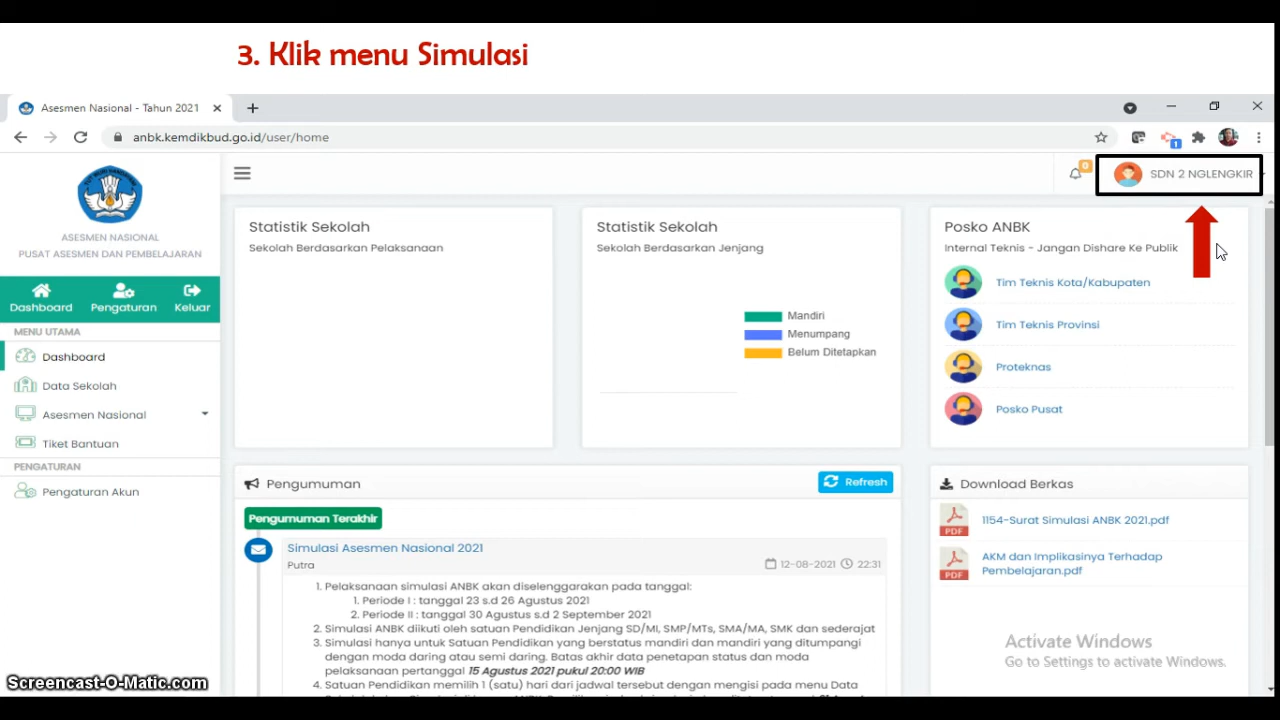 3. Klik menu Simulasi
Asesmen Nasional - Tahun 2021
anbk.kemdikbud.go.id/user/home
1
ASESMEN NASIONAL
PUSAT ASESMEN DAN PEMBELAJARAN
Dashboard Pengaturan Keluar
MENU UTAMA
Dashboard
Data Sekolah
Asesmen Nasional
Tiket Bantuan
PENGATURAN
Pengaturan Akun
0
SDN 2 NGLENGKIR
Statistik Sekolah
Sekolah Berdasarkan Pelaksanaan
Statistik Sekolah
Sekolah Berdasarkan Jenjang
Mandiri
Menumpang
Belum Ditetapkan
Posko ANBK
Internal Teknis - Jangan Dishare Ke Publik
Tim Teknis Kota/Kabupaten
Tim Teknis Provinsi
Proteknas
Posko Pusat
Pengumuman
Refresh
Pengumuman Terakhir
Simulasi Asesmen Nasional 2021
Putra
12-08-2021 22:31
1. Pelaksanaan simulasi ANBK akan diselenggarakan pada tanggal:
1. Periode I : tanggal 23 s.d 26 Agustus 2021
2. Periode II : tanggal 30 Agustus s.d 2 September 2021
2. Simulasi ANBK diikuti oleh satuan Pendidikan Jenjang SD/MI, SMP/MTs, SMA/MA, SMK dan sederajat
3. Simulasi hanya untuk Satuan Pendidikan yang berstatus mandiri dan mandiri yang ditumpangi
dengan moda daring atau semi daring. Batas akhir data penetapan status dan moda
pelaksanaan pertanggal 15 Agustus 2021 pukul 20:00 WIB
4. Satuan Pendidikan memilih 1 (satu) hari dari jadwal tersebut dengan mengisi pada menu Data
Download Berkas
PDF
1154-Surat Simulasi ANBK 2021.pdf
PDF
AKM dan Implikasinya Terhadap
Pembelajaran.pdf
Activate Windows
Go to Settings to activate Windows.
Screencast-O-Matic.com